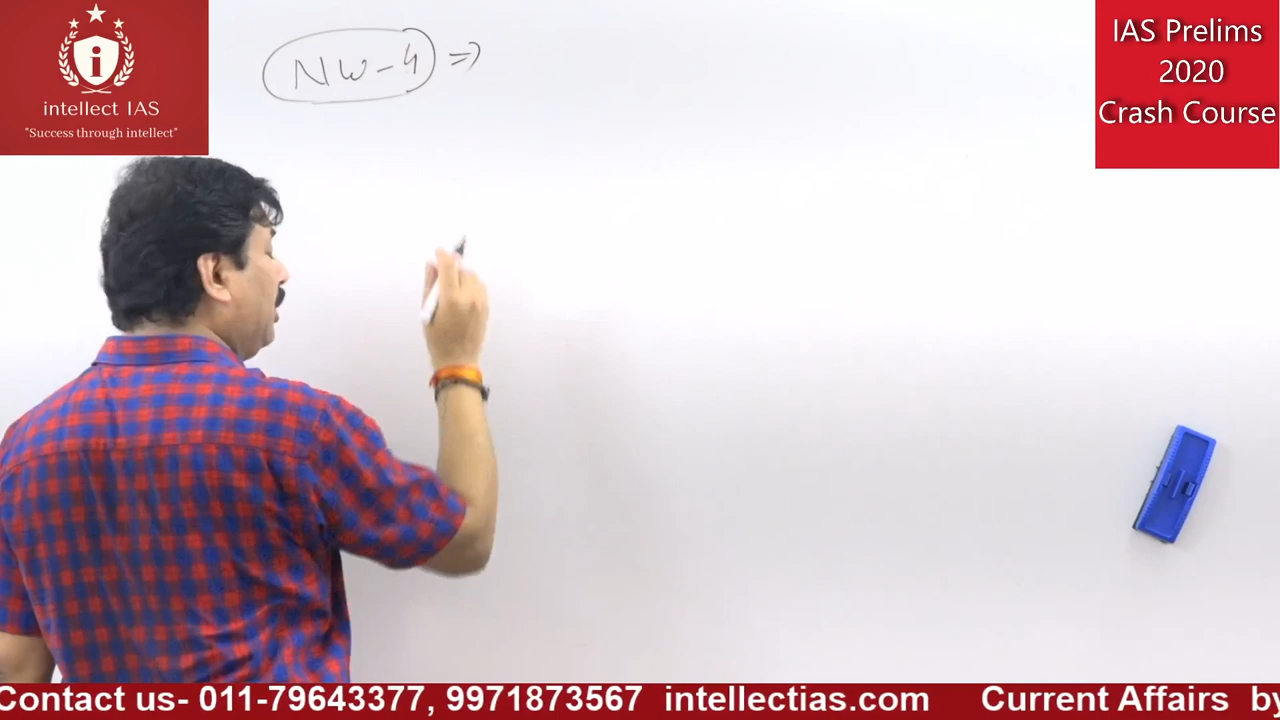 intellect IAS
"Success through intellect"
NW-4 ⇒
IAS Prelims
2020
Crash Course
Contact us- 011-79643377, 9971873567 intellectias.com Current Affairs by